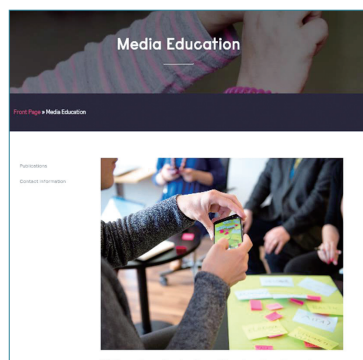 Media Education
Front Page » Media Education
Publications
Contact information